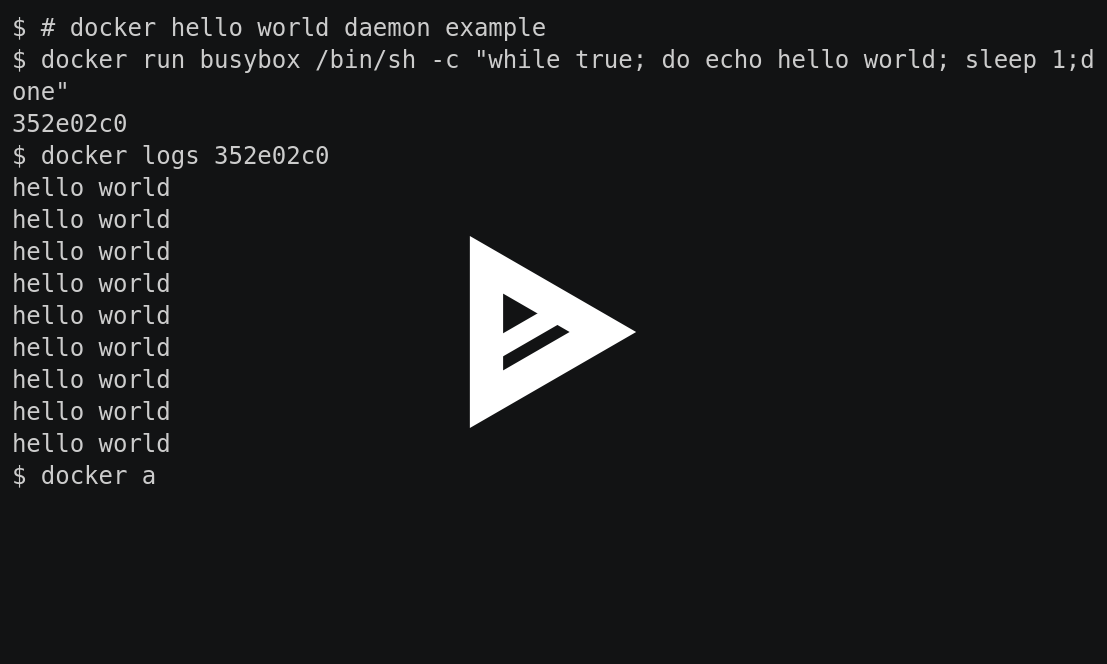 $ # docker hello world daemon example
$ docker run busybox /bin/sh -c "while true; do echo hello world; sleep 1;d
one"
352e02c0
$ docker logs 352e02c0
hello world
hello world
hello world
hello world
hello world
hello world
hello world
hello world
hello world
$ docker a